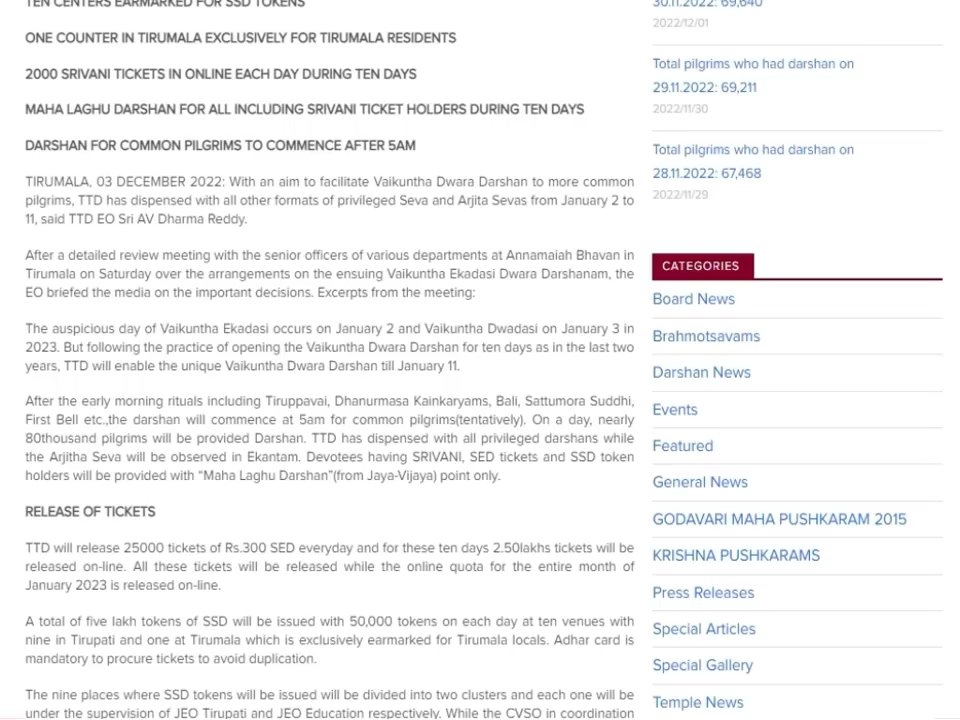 TEN CENTERS EARMARKED FOR SSD TOKENS
ONE COUNTER IN TIRUMALA EXCLUSIVELY FOR TIRUMALA RESIDENTS
2000 SRIVANI TICKETS IN ONLINE EACH DAY DURING TEN DAYS
MAHA LAGHU DARSHAN FOR ALL INCLUDING SRIVANI TICKET HOLDERS DURING TEN DAYS
DARSHAN FOR COMMON PILGRIMS TO COMMENCE AFTER 5AM
TIRUMALA, 03 DECEMBER 2022: With an aim to facilitate Vaikuntha Dwara Darshan to more common
pilgrims, TTD has dispensed with all other formats of privileged Seva and Arjita Sevas from January 2 to
11, said TTD EO Sri AV Dharma Reddy.
After a detailed review meeting with the senior officers of various departments at Annamaiah Bhavan in
Tirumala on Saturday over the arrangements on the ensuing Vaikuntha Ekadasi Dwara Darshanam, the
EO briefed the media on the important decisions. Excerpts from the meeting:
The auspicious day of Vaikuntha Ekadasi occurs on January 2 and Vaikuntha Dwadasi on January 3 in
2023. But following the practice of opening the Vaikuntha Dwara Darshan for ten days as in the last two
years, TTD will enable the unique Vaikuntha Dwara Darshan till January 11.
After the early morning rituals including Tiruppavai, Dhanurmasa Kainkaryams, Bali, Sattumora Suddhi,
First Bell etc.,the darshan will commence at 5am for common pilgrims(tentatively). On a day, nearly
80thousand pilgrims will be provided Darshan. TTD has dispensed with all privileged darshans while
the Arjitha Seva will be observed in Ekantam. Devotees having SRIVANI, SED tickets and SSD token
holders will be provided with “Maha Laghu Darshan”(from Jaya-Vijaya) point only.
RELEASE OF TICKETS
TTD will release 25000 tickets of Rs.300 SED everyday and for these ten days 2.50lakhs tickets will be
released on-line. All these tickets will be released while the online quota for the entire month of
January 2023 is released on-line.
A total of five lakh tokens of SSD will be issued with 50,000 tokens on each day at ten venues with
nine in Tirupati and one at Tirumala which is exclusively earmarked for Tirumala locals. Adhar card is
mandatory to procure tickets to avoid duplication.
The nine places where SSD tokens will be issued will be divided into two clusters and each one will be
under the supervision of JEO Tirupati and JEO Education respectively. While the CVSO in coordination
30.11.2022: 69,640
2022/12/01
Total pilgrims who had darshan on
29.11.2022: 69,211
2022/11/30
Total pilgrims who had darshan on
28.11.2022: 67,468
2022/11/29
CATEGORIES
Board News
Brahmotsavams
Darshan News
Events
Featured
General News
GODAVARI MAHA PUSHKARAM 2015
KRISHNA PUSHKARAMS
Press Releases
Special Articles
Special Gallery
Temple News